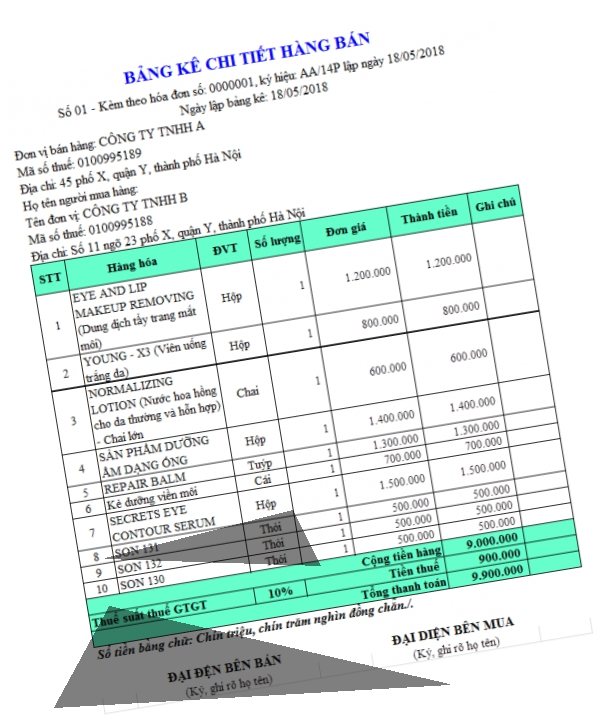 BẢNG KÊ CHI TIẾT HÀNG BÁN
Số 01 - Kèm theo hóa đơn số: 0000001, ký hiệu: AA/14P lập ngày 18/05/2018
Ngày lập bảng kê: 18/05/2018
Đơn vị bán hàng: CÔNG TY TNHH A
Mã số thuế: 0100995189
Địa chỉ: 45 phố X, quận Y, thành phố Hà Nội
Họ tên người mua hàng:
Tên đơn vị: CÔNG TY TNHH B
Mã số thuế: 0100995188
Địa chỉ: Số 11 ngõ 23 phố X, quận Y, thành phố Hà Nội
STT Hàng hóa ĐVT Số lượng Đơn giá Thành tiền Ghi chú
1 EYE AND LIP
MAKEUP REMOVING
(Dung dịch tẩy trang mắt
môi) Hộp 1 1.200.000 1.200.000
2 YOUNG - X3 (Viên uống
trắng da) Hộp 1 800.000 800.000
3 NORMALIZING
LOTION (Nước hoa hồng
cho da thường và hỗn hợp)
- Chai lớn Chai 1 600.000 600.000
4 SẢN PHẨM DƯỠNG
ẨM DẠNG ỐNG Hộp 1 1.400.000 1.400.000
5 REPAIR BALM Tuýp 1 1.300.000 1.300.000
6 Kẻ dưỡng viền môi Cái 1 700.000 700.000
7 SECRETS EYE
CONTOUR SERUM Hộp 1 1.500.000 1.500.000
8 SON 131 Thỏi 1 500.000 500.000
9 SON 132 Thỏi 1 500.000 500.000
10 SON 130 Thỏi 1 500.000 500.000
Cộng tiền hàng 9.000.000
Thuế suất thuế GTGT 10% Tiền thuế 900.000
Tổng thanh toán 9.900.000
Số tiền bằng chữ: Chín triệu, chín trăm nghìn đồng chẵn./.
ĐẠI DIỆN BÊN BÁN ĐẠI DIỆN BÊN MUA
(Ký, ghi rõ họ tên) (Ký, ghi rõ họ tên)